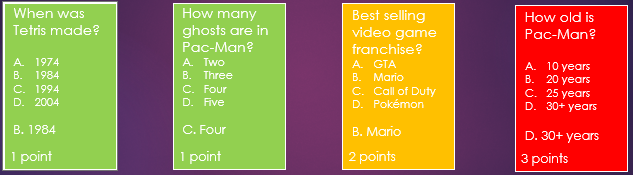 When was
Tetris made?
A. 1974
B. 1984
C. 1994
D. 2004
B. 1984
1 point
How many
ghosts are in
Pac-Man?
A. Two
B. Three
C. Four
D. Five
C. Four
1 point
Best selling
video game
franchise?
A. GTA
B. Mario
C. Call of Duty
D. Pokémon
B. Mario
2 points
How old is
Pac-Man?
A. 10 years
B. 20 years
C. 25 years
D. 30+ years
D. 30+ years
3 points